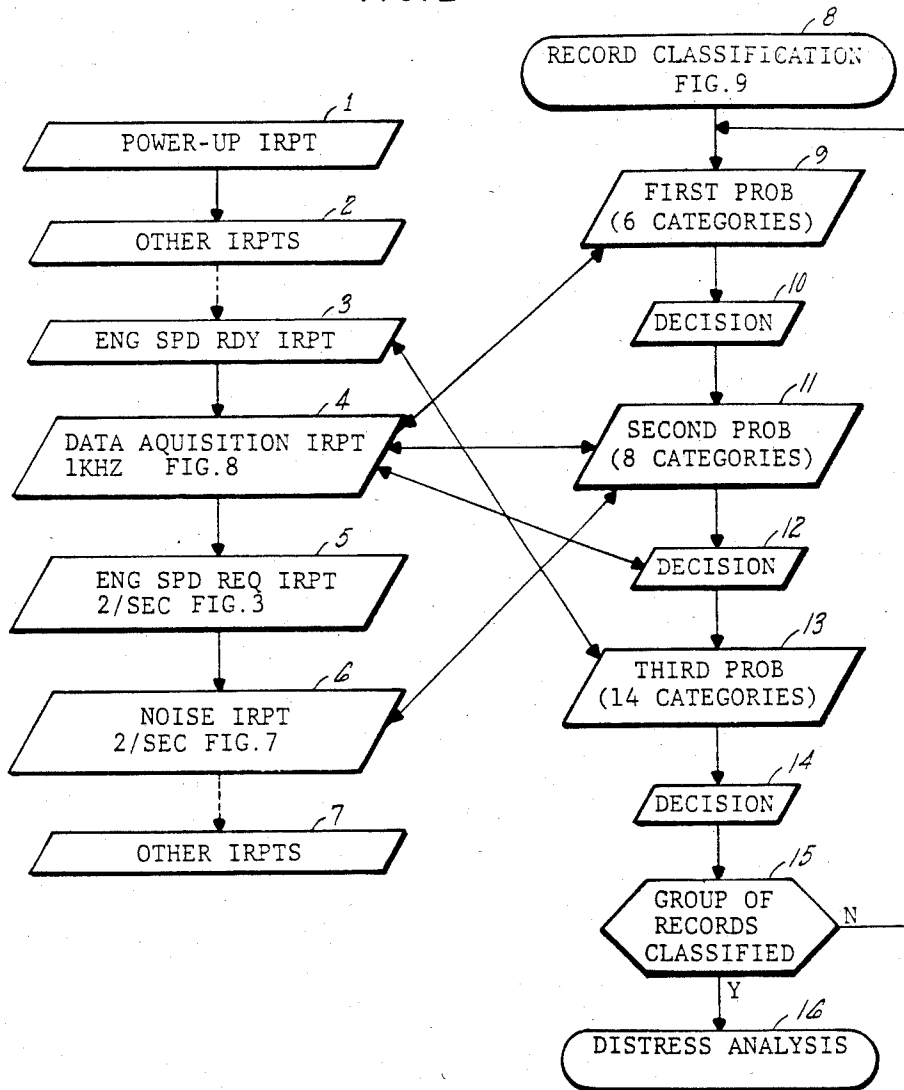 8
RECORD CLASSIFICATION
FIG.9
1
POWER-UP IRPT
2
OTHER IRPTS
3
ENG SPD RDY IRPT
4
DATA AQUISITION IRPT
1KHZ FIG.8
5
ENG SPD REQ IRPT
2/SEC FIG.3
6
NOISE IRPT
2/SEC FIG.7
7
OTHER IRPTS
9
FIRST PROB
(6 CATEGORIES)
10
DECISION
11
SECOND PROB
(8 CATEGORIES)
12
DECISION
13
THIRD PROB
(14 CATEGORIES)
14
DECISION
15
GROUP OF
RECORDS
CLASSIFIED
N
Y
16
DISTRESS ANALYSIS